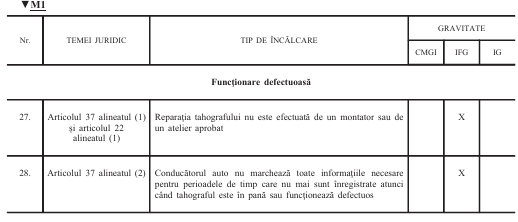 ▼M1
GRAVITATE
Nr. TEMEI JURIDIC TIP DE ÎNCĂLCARE
CMGI IFG IG
Funcționare defectuoasă
27. Articolul 37 alineatul (1) Reparația tahografului nu este efectuată de un montator sau de X
și articolul 22 un atelier aprobat
alineatul (1)
28. Articolul 37 alineatul (2) Conducătorul auto nu marchează toate informațiile necesare X
pentru perioadele de timp care nu mai sunt înregistrate atunci
când tahograful este în pană sau funcționează defectuos